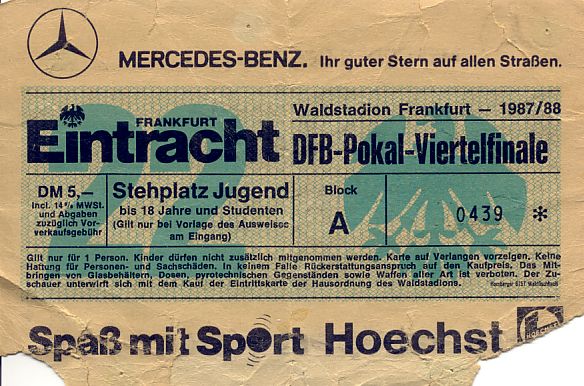 MERCEDES-BENZ. Ihr guter Stern auf allen Straßen.
Waldstadion Frankfurt — 1987/88
FRANKFURT
Eintracht
DFB-Pokal-Viertelfinale
22
DM 5,—
incl. 14% MWSt.
und Abgaben
zuzüglich Vor-
verkaufsgebühr
Stehplatz Jugend
bis 18 Jahre und Studenten
(Gilt nur bei Vorlage des Ausweises
am Eingang)
Block
A
0439 *
Gilt nur für 1 Person. Kinder dürfen nicht zusätzlich mitgenommen werden. Karte auf Verlangen vorzeigen. Keine
Haftung für Personen- und Sachschäden. In keinem Falle Rückerstattungsanspruch auf den Kaufpreis. Das Mit-
bringen von Glasbehältern, Dosen, pyrotechnischen Gegenständen sowie Waffen aller Art ist verboten. Der Zu-
schauer unterwirft sich mit dem Kauf der Eintrittskarte der Hausordnung des Waldstadions.
Spaß mit Sport Hoechst